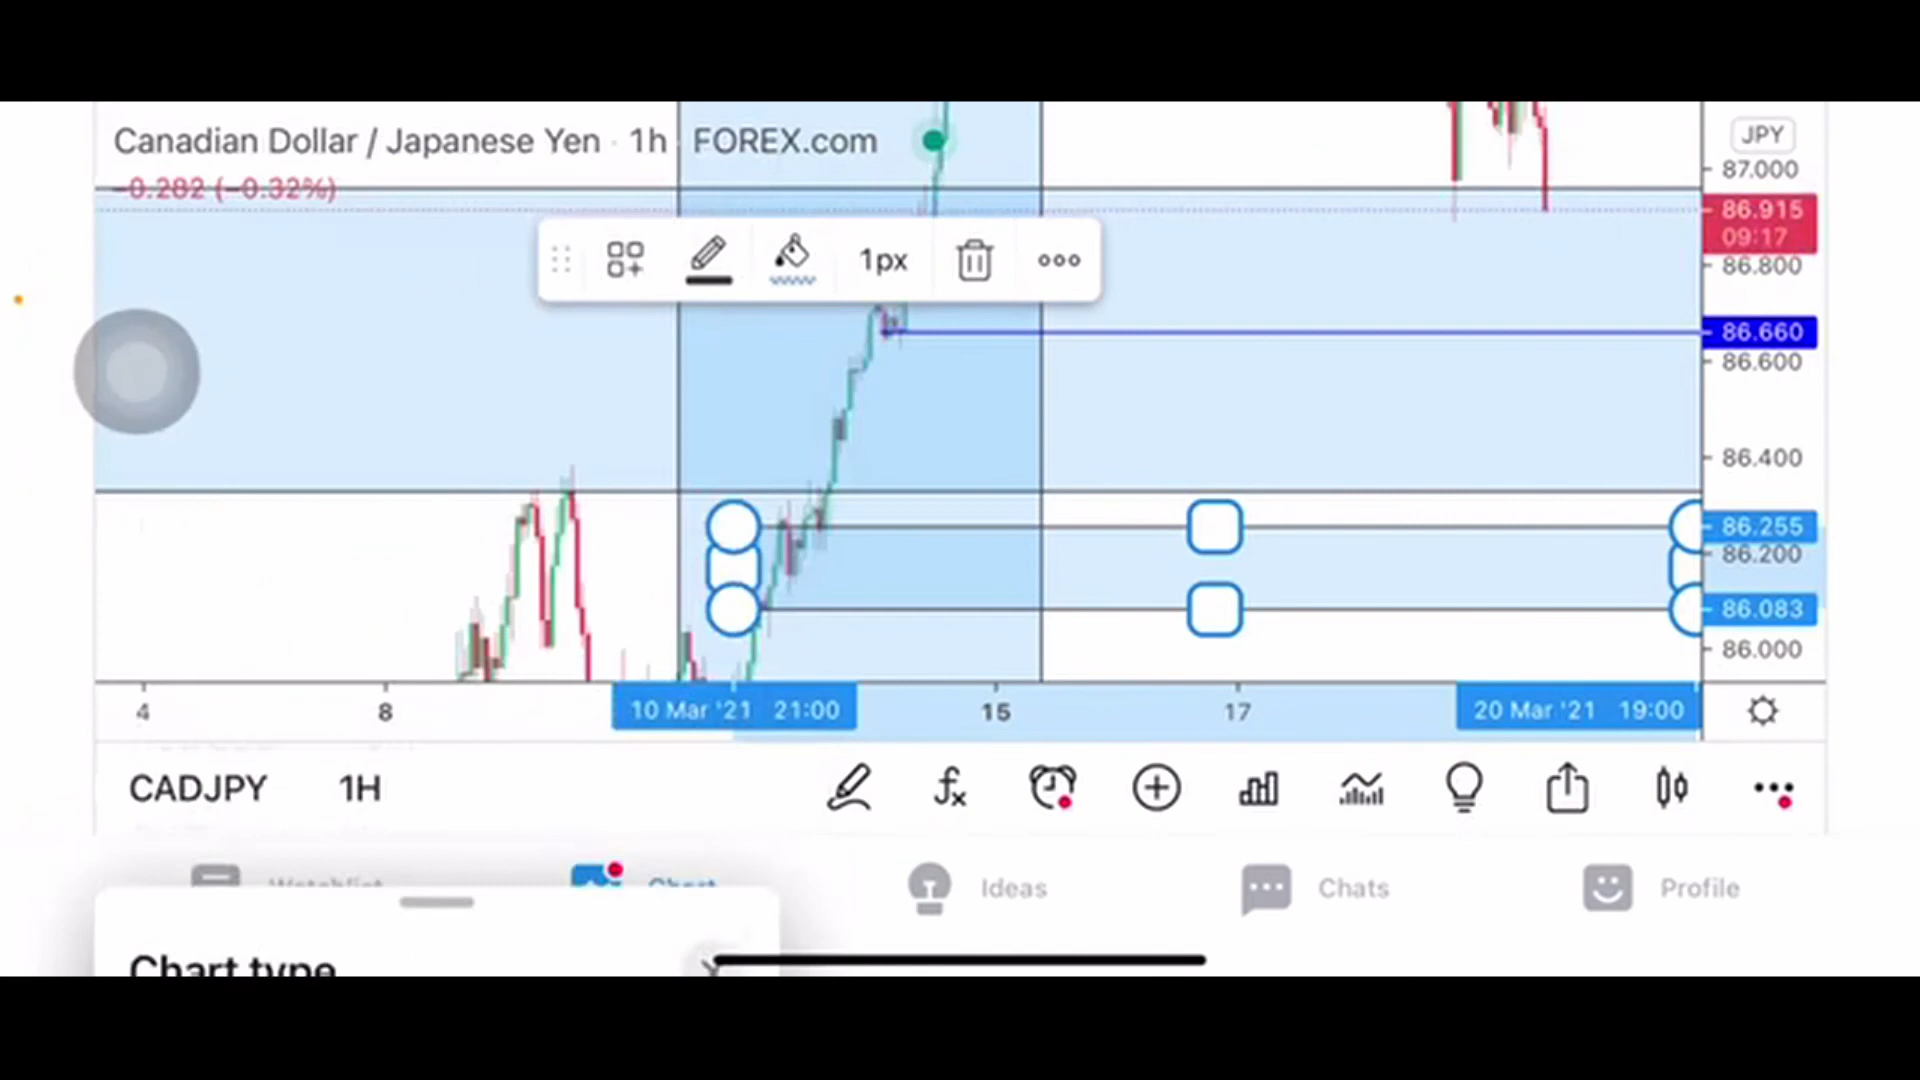 Canadian Dollar / Japanese Yen · 1h FOREX.com
JPY
−0.282 (−0.32%)
87.000
86.915
09:17
86.800
1px
86.660
86.600
86.400
86.255
86.200
86.083
86.000
4
8
10 Mar '21 21:00
15
17
20 Mar '21 19:00
CADJPY 1H
Watchlist
Chart
Ideas
Chats
Profile
Chart type